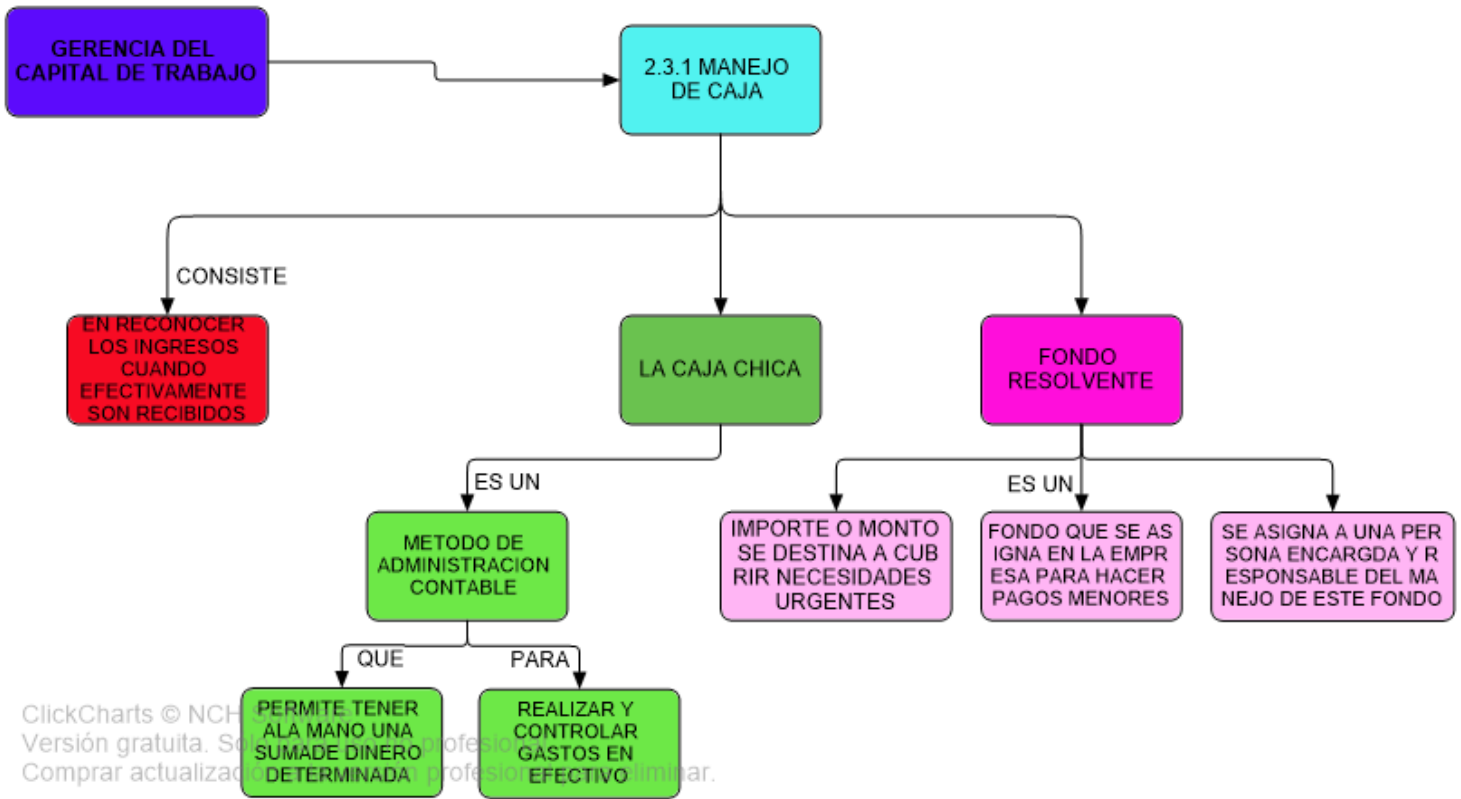 GERENCIA DEL
CAPITAL DE TRABAJO
2.3.1 MANEJO
DE CAJA
CONSISTE
EN RECONOCER
LOS INGRESOS
CUANDO
EFECTIVAMENTE
SON RECIBIDOS
LA CAJA CHICA
FONDO
RESOLVENTE
ES UN
METODO DE
ADMINISTRACION
CONTABLE
ES UN
IMPORTE O MONTO
SE DESTINA A CUB
RIR NECESIDADES
URGENTES
FONDO QUE SE AS
IGNA EN LA EMPR
ESA PARA HACER
PAGOS MENORES
SE ASIGNA A UNA PER
SONA ENCARGDA Y R
ESPONSABLE DEL MA
NEJO DE ESTE FONDO
QUE
PARA
PERMITE TENER
ALA MANO UNA
SUMADE DINERO
DETERMINADA
REALIZAR Y
CONTROLAR
GASTOS EN
EFECTIVO
ClickCharts © NCH
Versión gratuita.
Comprar eliminar.